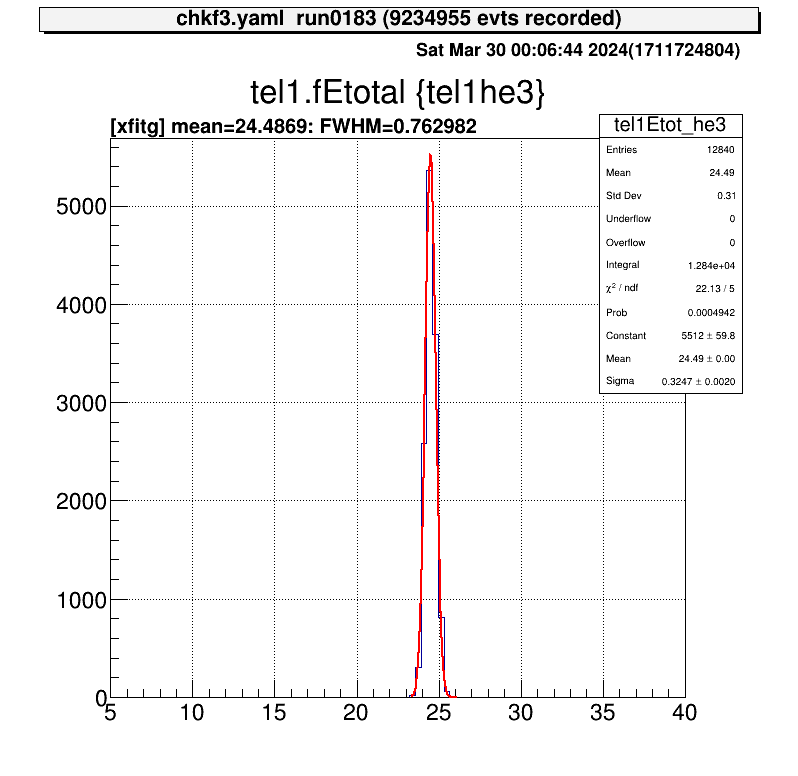 chkf3.yaml run0183 (9234955 evts recorded)
Sat Mar 30 00:06:44 2024(1711724804)
tel1.fEtotal {tel1he3}
[xfitg] mean=24.4869: FWHM=0.762982
tel1Etot_he3
Entries 12840
Mean 24.49
Std Dev 0.31
Underflow 0
Overflow 0
Integral 1.284e+04
χ² / ndf 22.13 / 5
Prob 0.0004942
Constant 5512 ± 59.8
Mean 24.49 ± 0.00
Sigma 0.3247 ± 0.0020
5000
4000
3000
2000
1000
0
5 10 15 20 25 30 35 40